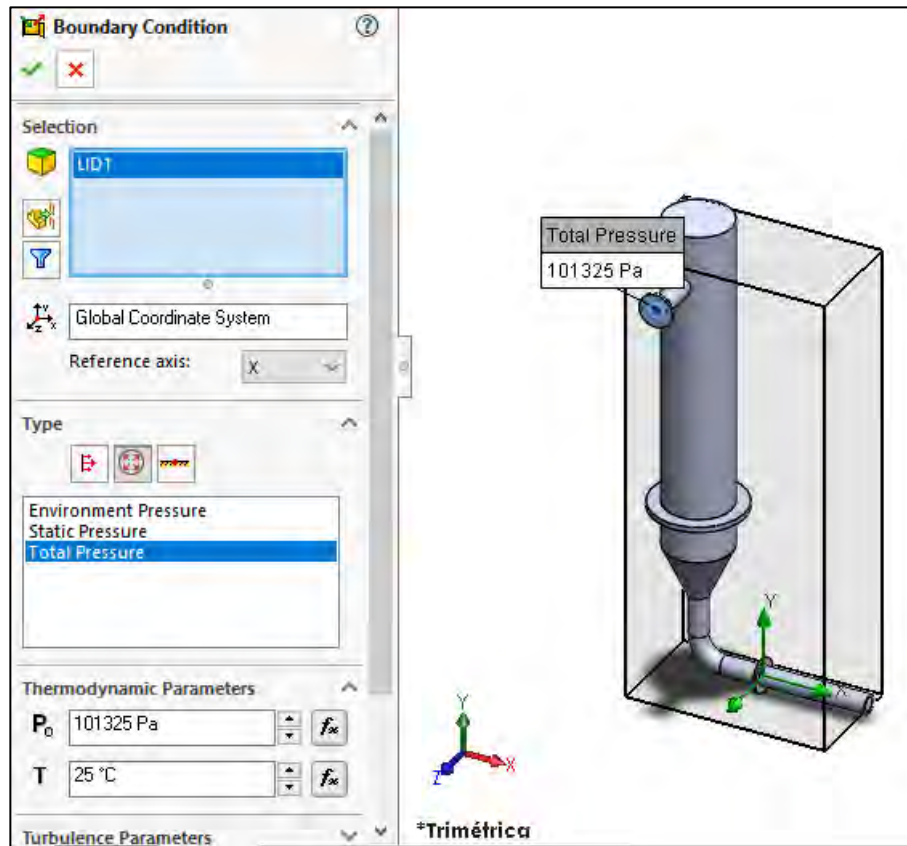 Boundary Condition
Selection
LID1
Global Coordinate System
Reference axis:
X
Type
Environment Pressure
Static Pressure
Total Pressure
Thermodynamic Parameters
P0 101325 Pa
T 25 °C
Turbulence Parameters
Total Pressure
101325 Pa
Y
X
Y
X
Z
*Trimétrica